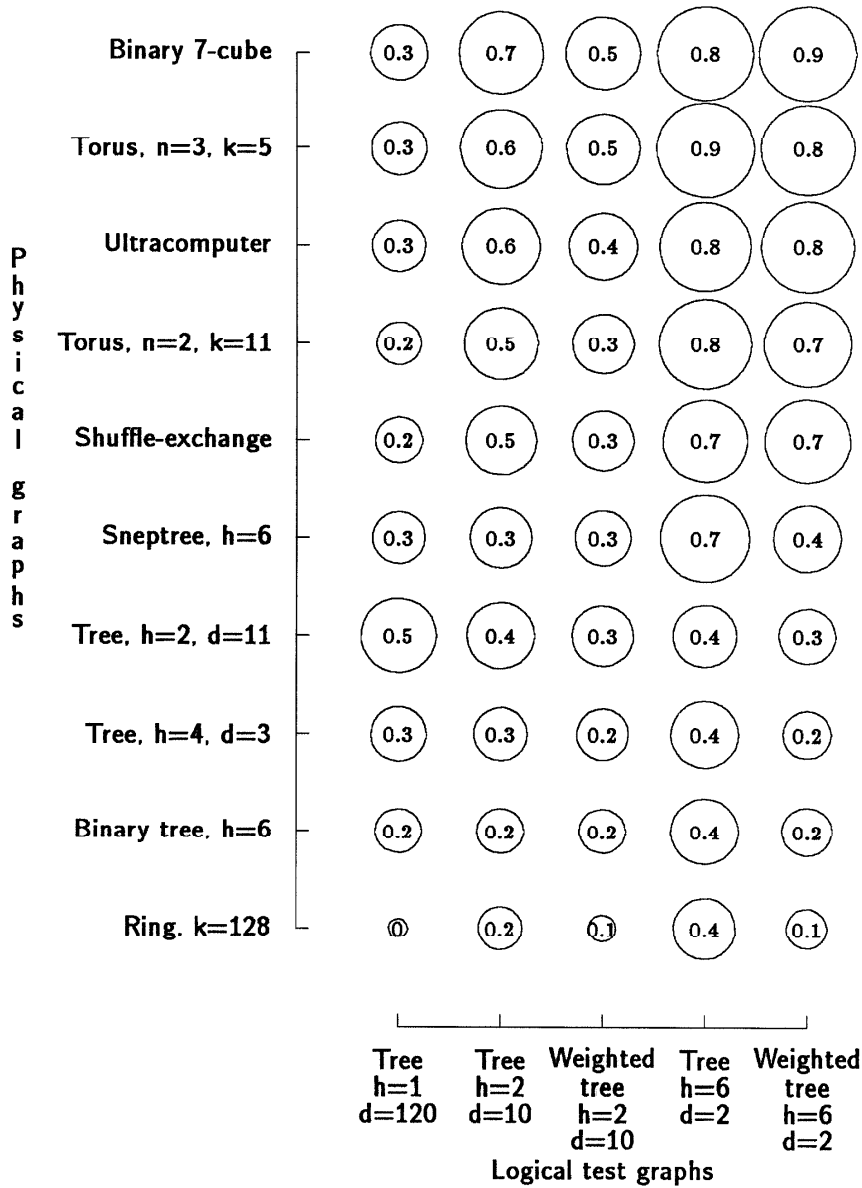 Physical graphs
Binary 7-cube 0.3 0.7 0.5 0.8 0.9
Torus, n=3, k=5 0.3 0.6 0.5 0.9 0.8
Ultracomputer 0.3 0.6 0.4 0.8 0.8
Torus, n=2, k=11 0.2 0.5 0.3 0.8 0.7
Shuffle-exchange 0.2 0.5 0.3 0.7 0.7
Sneptree, h=6 0.3 0.3 0.3 0.7 0.4
Tree, h=2, d=11 0.5 0.4 0.3 0.4 0.3
Tree, h=4, d=3 0.3 0.3 0.2 0.4 0.2
Binary tree, h=6 0.2 0.2 0.2 0.4 0.2
Ring. k=128 0 0.2 0.1 0.4 0.1
Tree
h=1
d=120
Tree
h=2
d=10
Weighted
tree
h=2
d=10
Tree
h=6
d=2
Weighted
tree
h=6
d=2
Logical test graphs